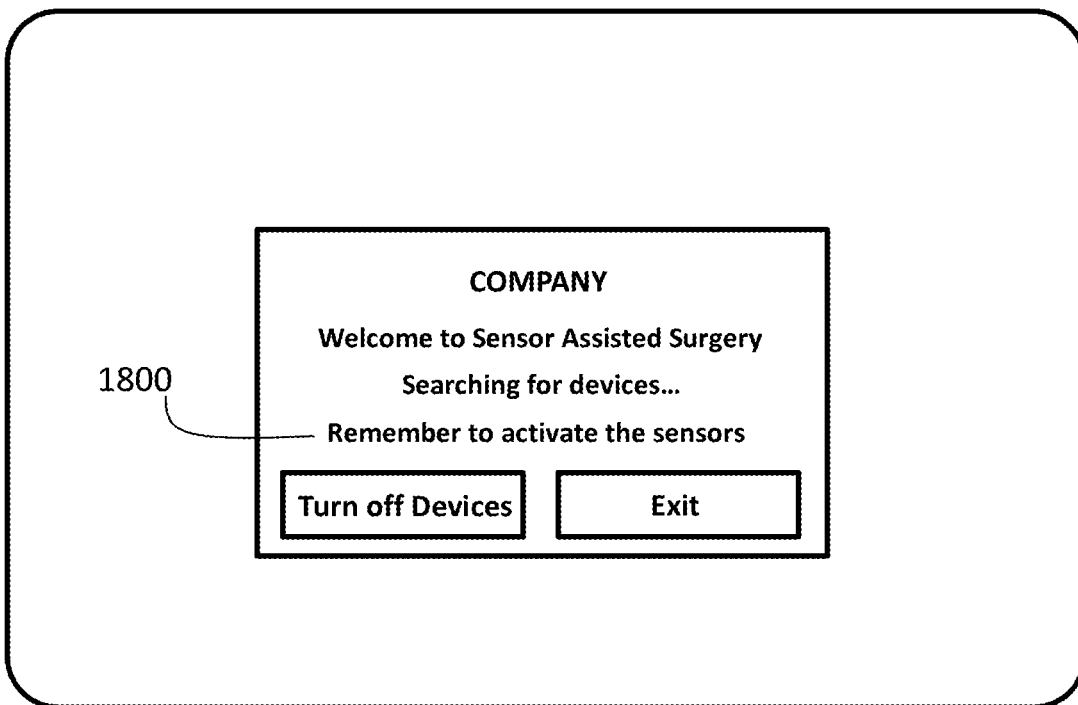 COMPANY
Welcome to Sensor Assisted Surgery
Searching for devices...
1800
Remember to activate the sensors
Turn off Devices
Exit